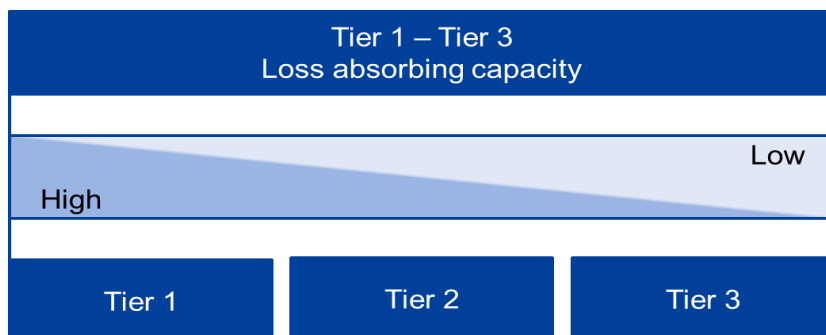 Tier 1 – Tier 3
Loss absorbing capacity
Low
High
Tier 1
Tier 2
Tier 3